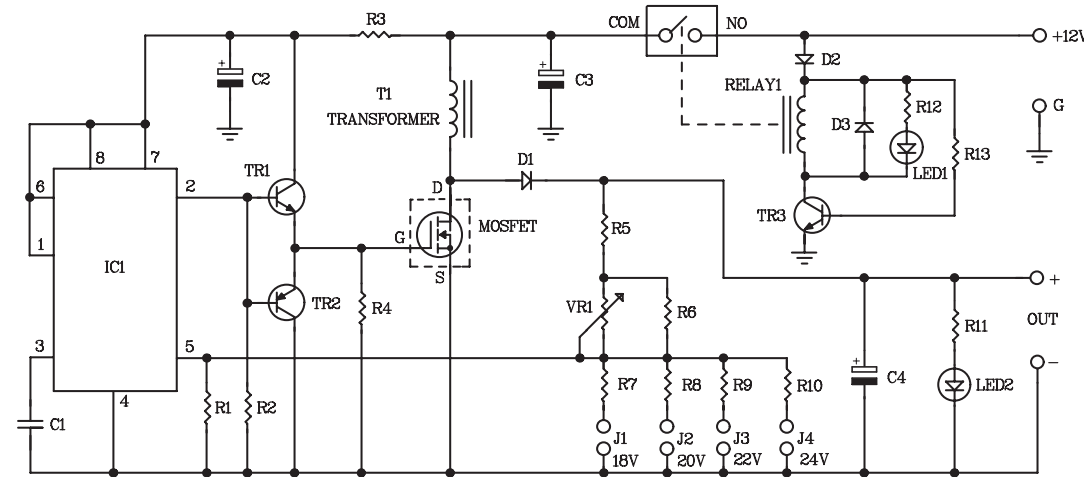 R3
COM
NO
+12V
C2
T1
TRANSFORMER
C3
D2
RELAY1
R12
D3
LED1
R13
G
8
7
6
1
2
TR1
D1
D
MOSFET
G
S
R5
TR3
IC1
TR2
R4
VR1
R6
+
R11
OUT
-
3
5
4
C1
R1
R2
R7
R8
R9
R10
C4
LED2
J1
18V
J2
20V
J3
22V
J4
24V